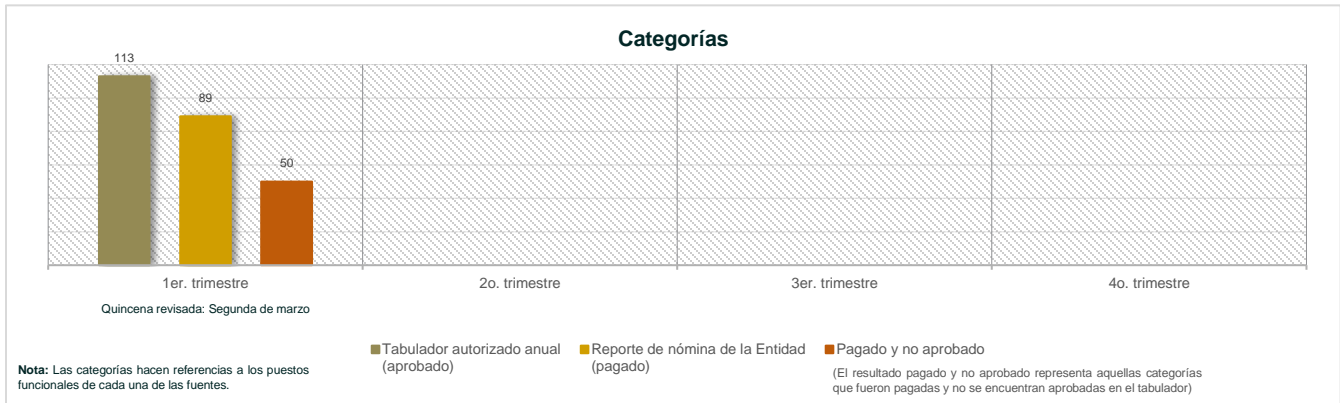 Categorías
113
89
50
1er. trimestre
2o. trimestre
3er. trimestre
4o. trimestre
Quincena revisada: Segunda de marzo
Tabulador autorizado anual
(aprobado)
Reporte de nómina de la Entidad
(pagado)
Pagado y no aprobado
(El resultado pagado y no aprobado representa aquellas categorías
que fueron pagadas y no se encuentran aprobadas en el tabulador)
Nota: Las categorías hacen referencias a los puestos
funcionales de cada una de las fuentes.